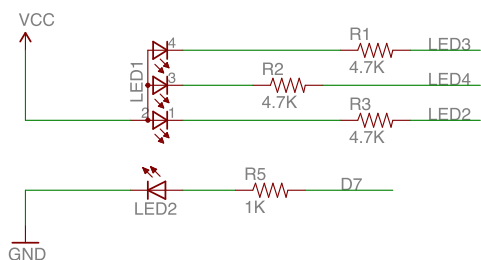 VCC
LED1
4
3
2
1
R1
4.7K
LED3
R2
4.7K
LED4
R3
4.7K
LED2
LED2
R5
1K
D7
GND